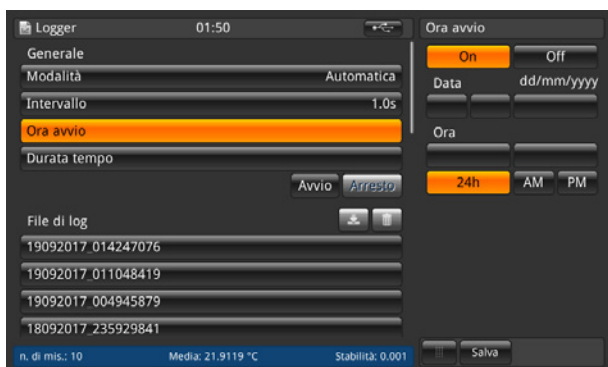 Logger 01:50
Generale
Modalità Automatica
Intervallo 1.0s
Ora avvio
Durata tempo
Avvio Arresto
File di log
19092017_014247076
19092017_011048419
19092017_004945879
18092017_235929841
n. di mis.: 10 Media: 21.9119 °C Stabilità: 0.001
Ora avvio
On Off
Data dd/mm/yyyy
Ora
24h AM PM
Salva